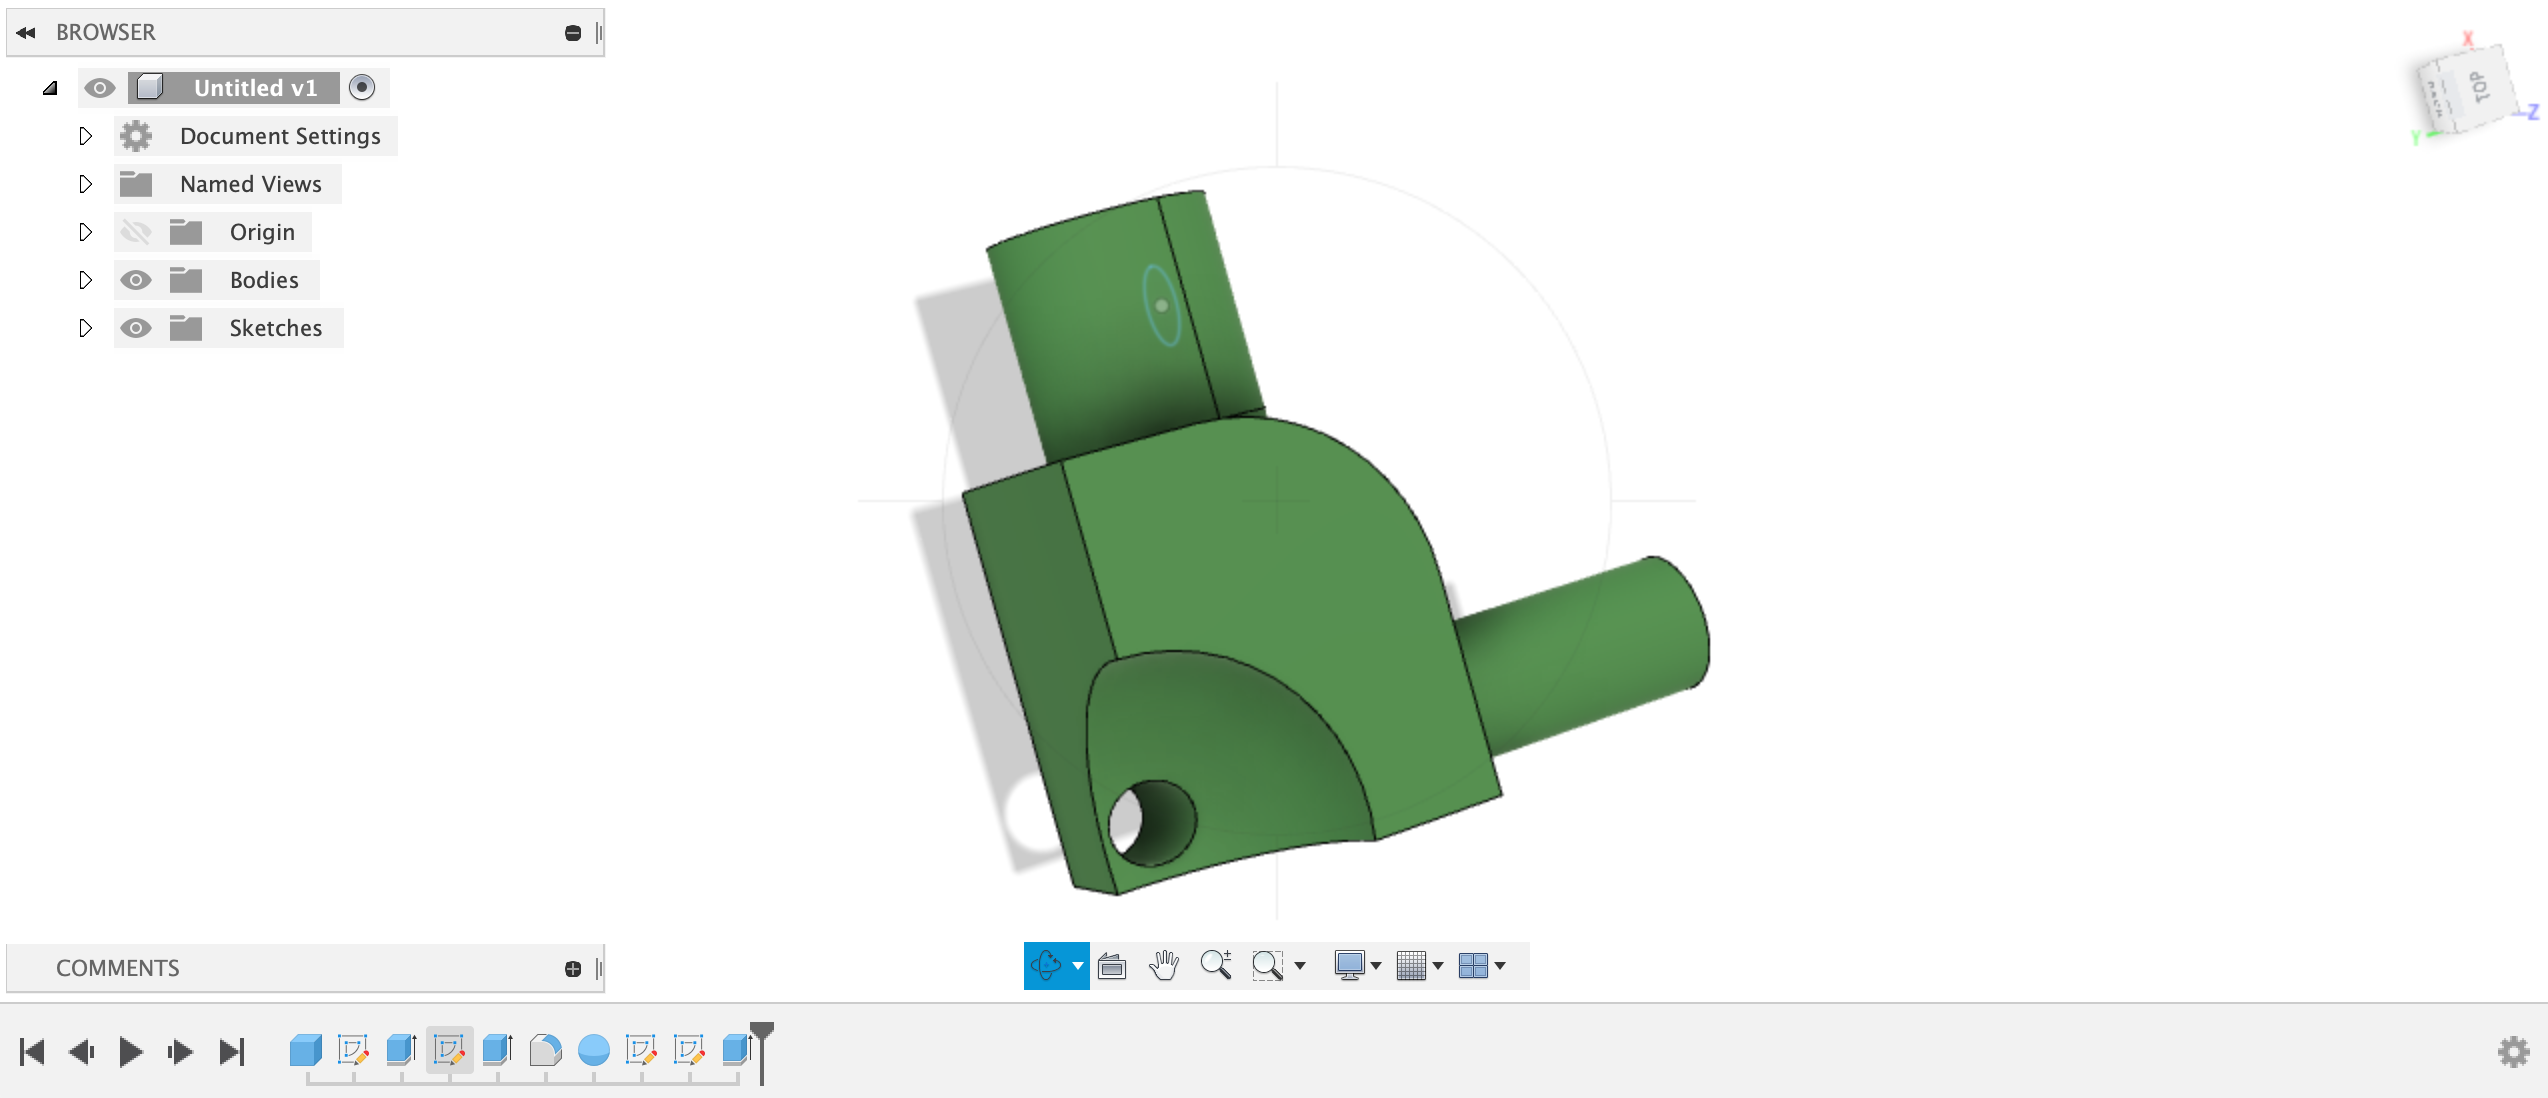 BROWSER
Untitled v1
Document Settings
Named Views
Origin
Bodies
Sketches
X
TOP
Z
Y
COMMENTS